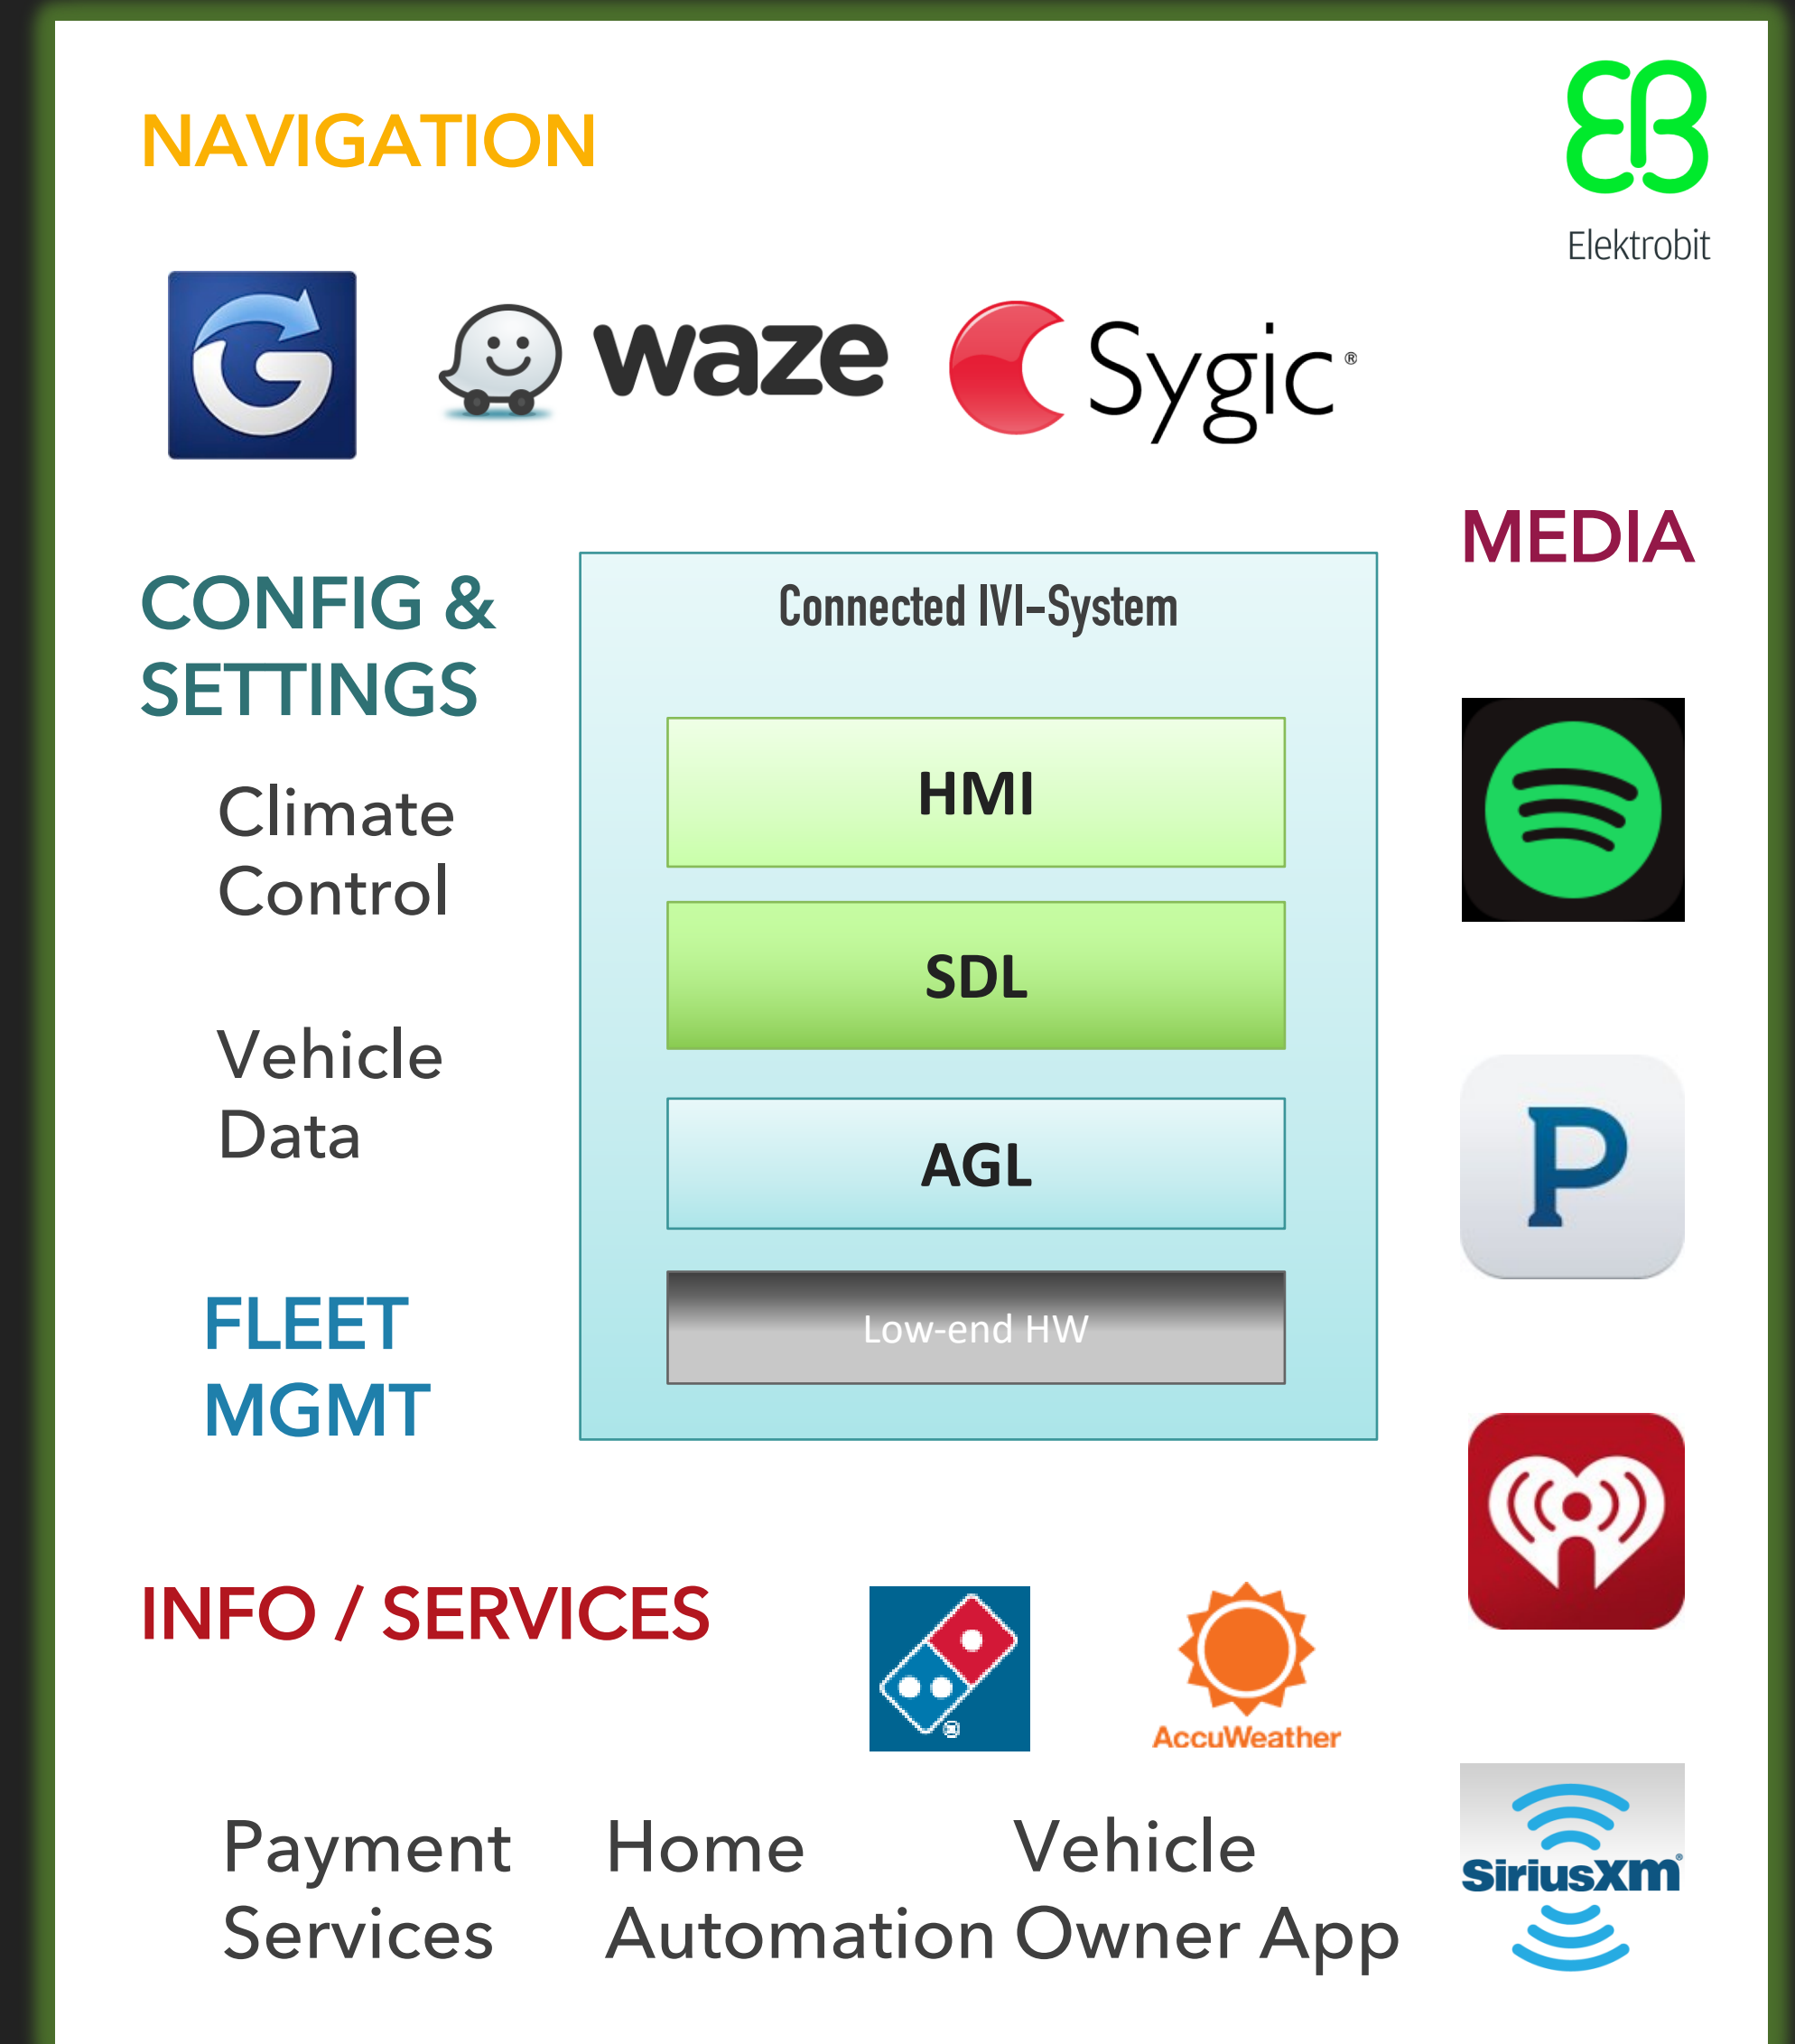 NAVIGATION
Elektrobit
G
waze
Sygic®
MEDIA
CONFIG &
SETTINGS
Climate
Control
Vehicle
Data
FLEET
MGMT
Connected IVI-System
HMI
SDL
AGL
Low-end HW
P
INFO / SERVICES
®
AccuWeather
SiriusXm®
Payment
Services
Home
Automation
Vehicle
Owner App